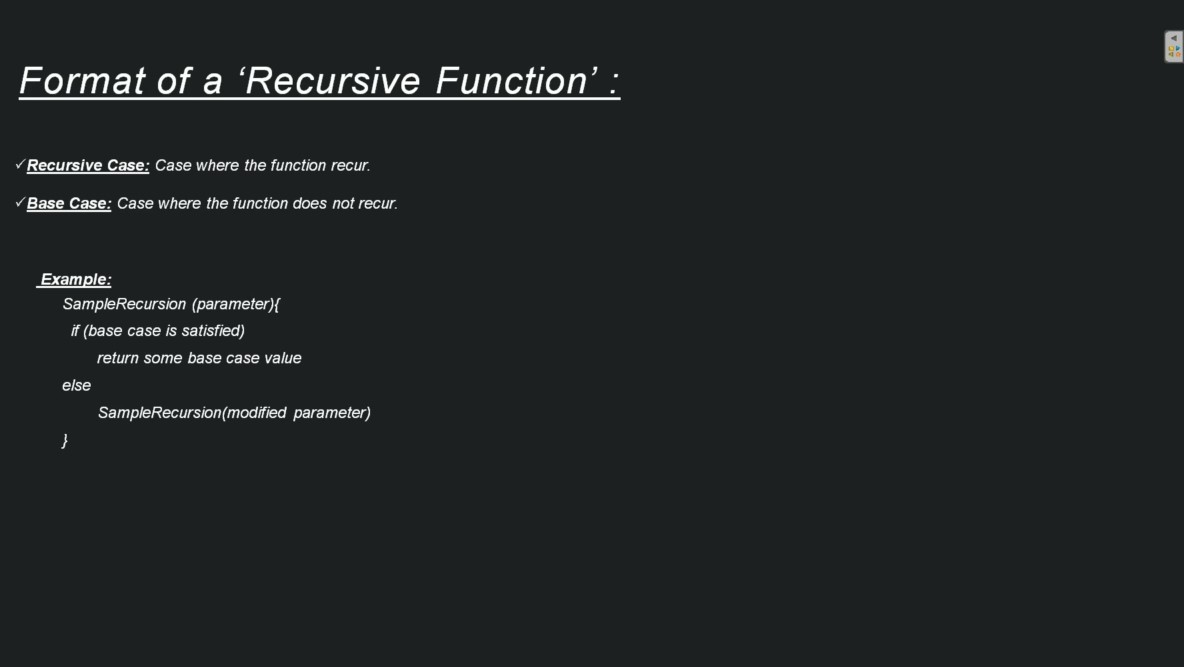 Format of a ‘Recursive Function’ :
✓Recursive Case: Case where the function recur.
✓Base Case: Case where the function does not recur.
Example:
SampleRecursion (parameter){
if (base case is satisfied)
return some base case value
else
SampleRecursion(modified parameter)
}